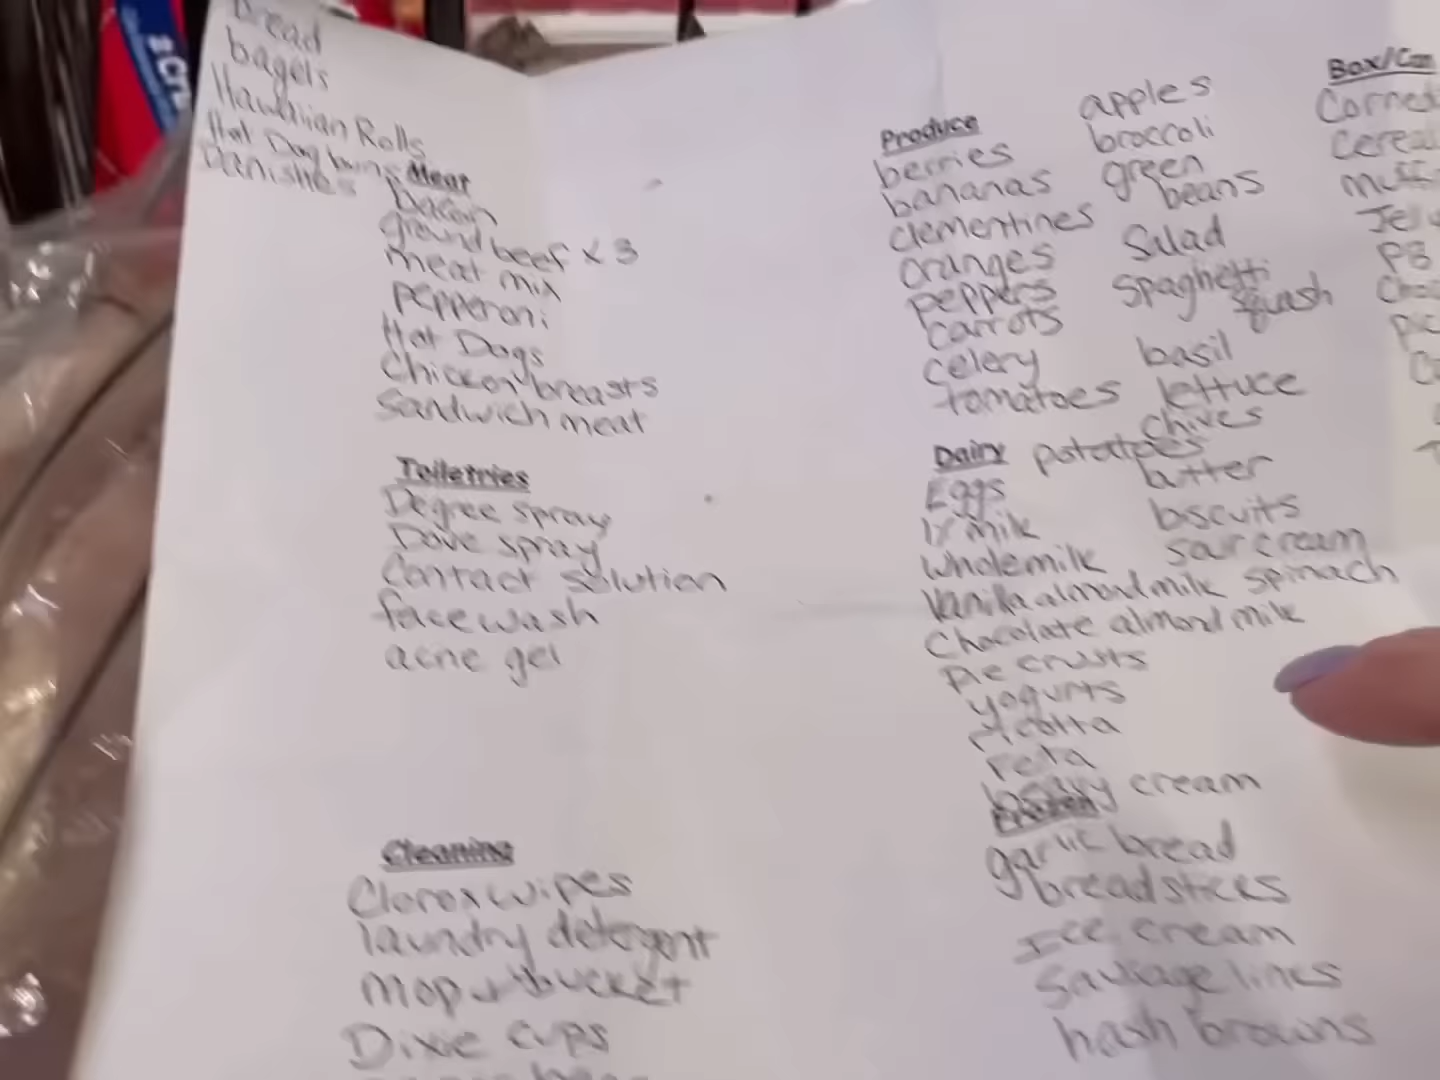 Bread
bagels
Hawaiian Rolls
Hot Dog buns
Danishes
Meat
bacon
ground beef x 3
meat mix
pepperoni
Hot Dogs
Chicken breasts
Sandwich meat
Toiletries
Degree spray
Dove spray
Contact solution
face wash
acne gel
Cleaning
Clorox wipes
laundry detergent
Mop + bucket
Dixie cups
Produce
berries
bananas
clementines
oranges
peppers
carrots
celery
tomatoes
potatoes
apples
broccoli
green
beans
Salad
spaghetti
squash
basil
lettuce
chives
spinach
Dairy
Eggs
1% milk
whole milk
Vanilla almond milk
Chocolate almond milk
Pie crusts
yogurts
ricotta
feta
heavy cream
butter
biscuits
sour cream
Frozen
garlic bread
breadsticks
Ice cream
Sausage lines
hash browns
Box/Can
Corned
Cereal
Jelly
PB